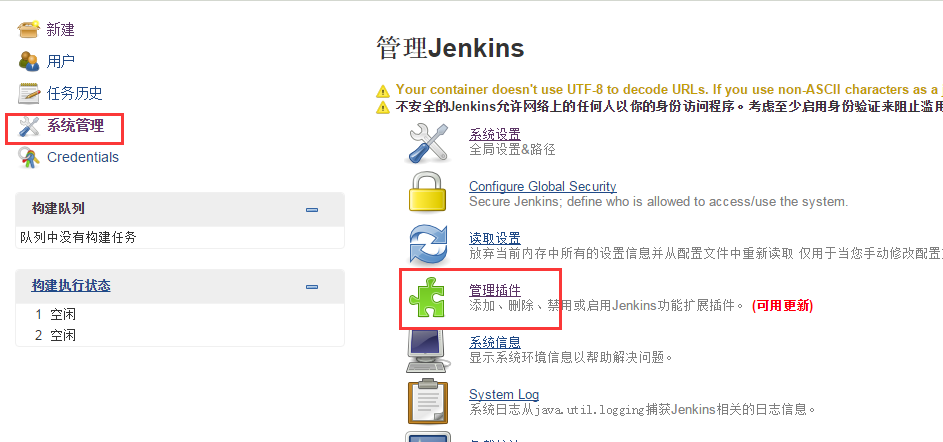 新建
用户
任务历史
系统管理
Credentials
构建队列
队列中没有构建任务
构建执行状态
1 空闲
2 空闲
管理Jenkins
Your container doesn't use UTF-8 to decode URLs. If you use non-ASCII characters as a
不安全的Jenkins允许网络上的任何人以你的身份访问程序。考虑至少启用身份验证来阻止滥用
系统设置
全局设置&路径
Configure Global Security
Secure Jenkins; define who is allowed to access/use the system.
读取设置
放弃当前内存中所有的设置信息并从配置文件中重新读取 仅用于当您手动修改配置
管理插件
添加、删除、禁用或启用Jenkins功能扩展插件。 (可用更新)
系统信息
显示系统环境信息以帮助解决问题。
System Log
系统日志从java.util.logging捕获Jenkins相关的日志信息。